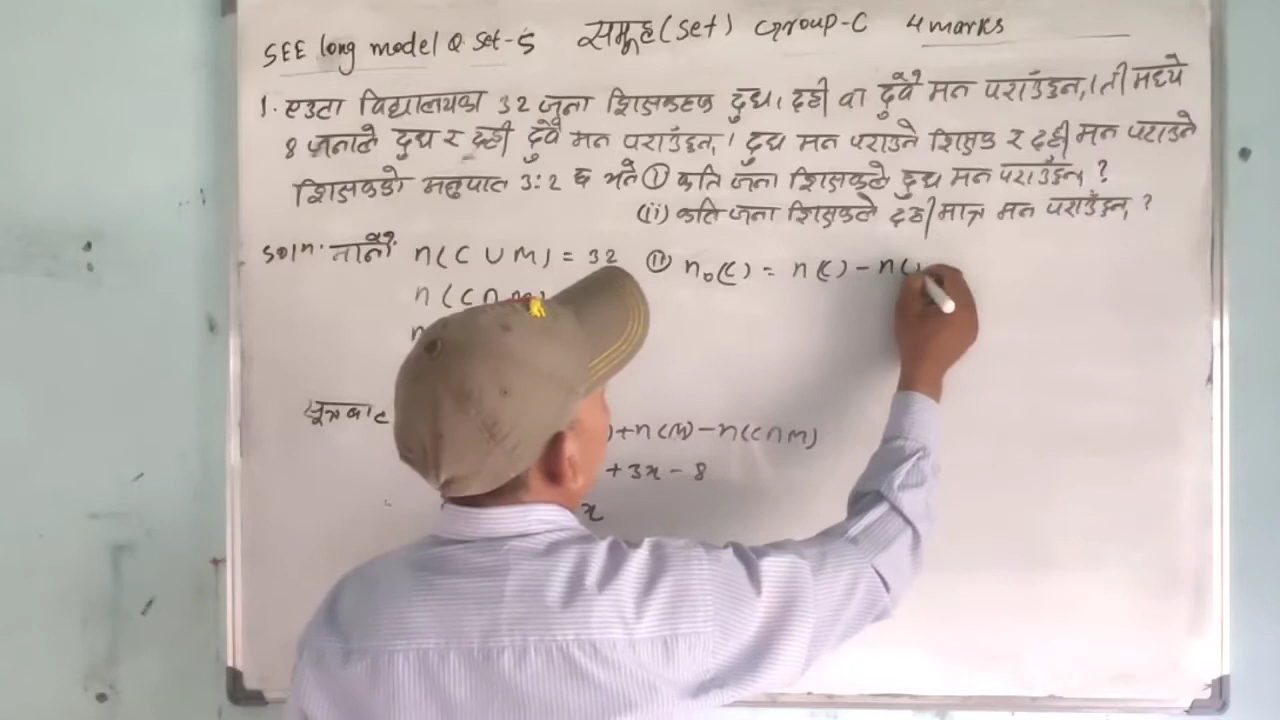 SEE long model Q. Set-5 समूह (Set) Group-C 4 marks
1. एउटा विद्यालयका 32 जना शिक्षकहरू दुध, दही वा दुवै मन पराउँछन्, । ती मध्ये
8 जनाले दुध र दही दुवै मन पराउँछन्, । दुध मन पराउने शिक्षक र दही मन पराउने
शिक्षकको अनुपात 3:2 छ भने (i) कति जना शिक्षकले दुध मन पराउँछन् ?
(ii) कति जना शिक्षकले दही मात्र मन पराउँछन् ?
Soln. मानौँ n(C ∪ M) = 32
n(C ∩ M)
n
सूत्रबाट
) + n(M) - n(C ∩ M)
+ 3x - 8
x
(ii) n₀(C) = n(C) - n(